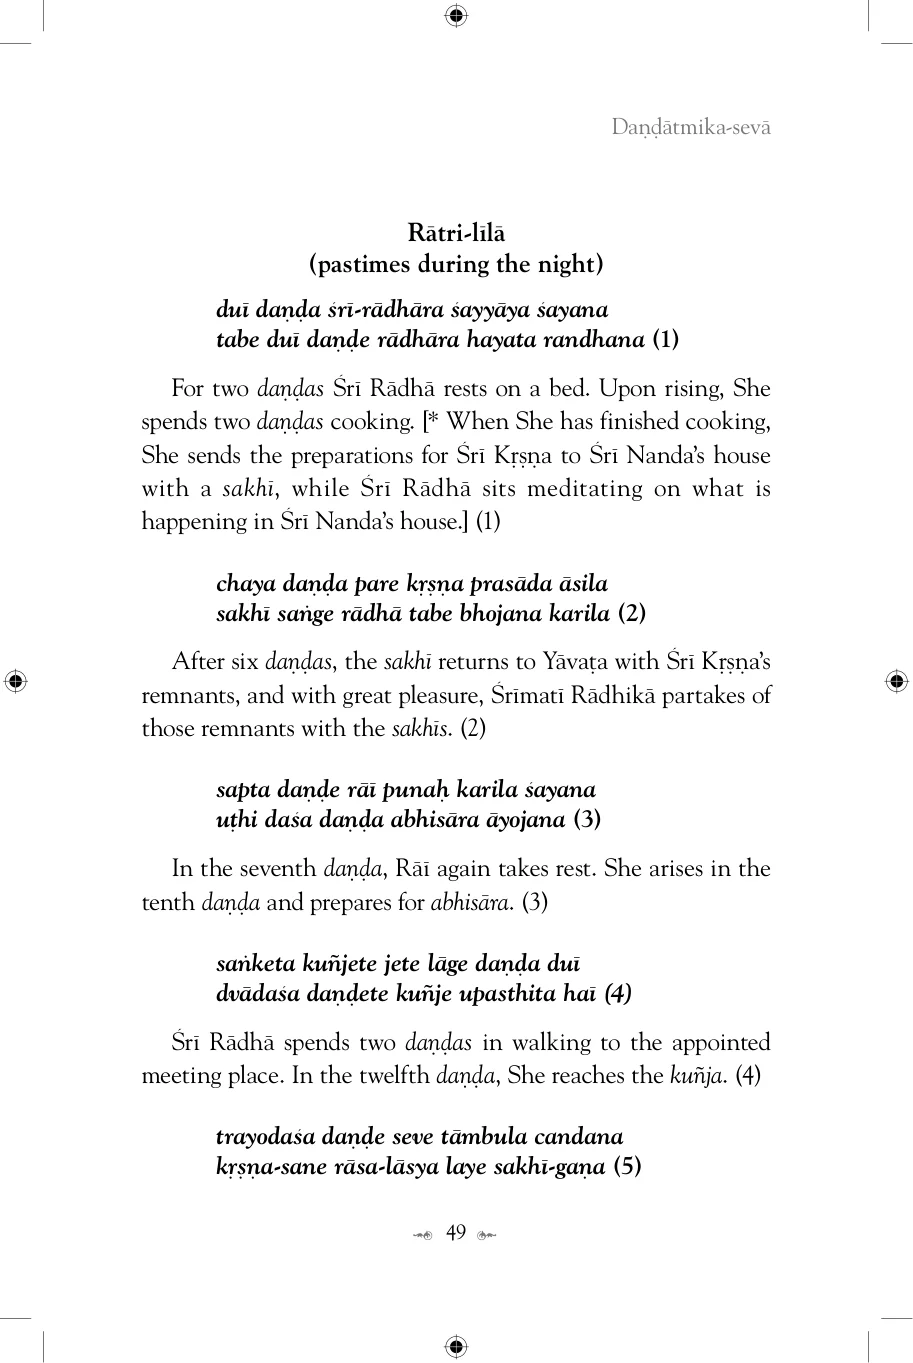 Daṇḍātmika-sevā
Rātri-līlā
(pastimes during the night)
duī daṇḍa śrī-rādhāra śayyāya śayana
tabe duī daṇḍe rādhāra hayata randhana (1)
For two daṇḍas Śrī Rādhā rests on a bed. Upon rising, She
spends two daṇḍas cooking. [* When She has finished cooking,
She sends the preparations for Śrī Kṛṣṇa to Śrī Nanda’s house
with a sakhī, while Śrī Rādhā sits meditating on what is
happening in Śrī Nanda’s house.] (1)
chaya daṇḍa pare kṛṣṇa prasāda āsila
sakhī saṅge rādhā tabe bhojana karila (2)
After six daṇḍas, the sakhī returns to Yāvaṭa with Śrī Kṛṣṇa’s
remnants, and with great pleasure, Śrīmatī Rādhikā partakes of
those remnants with the sakhīs. (2)
sapta daṇḍe rāī punaḥ karila śayana
uṭhi daśa daṇḍa abhisāra āyojana (3)
In the seventh daṇḍa, Rāī again takes rest. She arises in the
tenth daṇḍa and prepares for abhisāra. (3)
saṅketa kuñjete jete lāge daṇḍa duī
dvādaśa daṇḍete kuñje upasthita haī (4)
Śrī Rādhā spends two daṇḍas in walking to the appointed
meeting place. In the twelfth daṇḍa, She reaches the kuñja. (4)
trayodaśa daṇḍe seve tāmbula candana
kṛṣṇa-sane rāsa-lāsya laye sakhī-gaṇa (5)
49